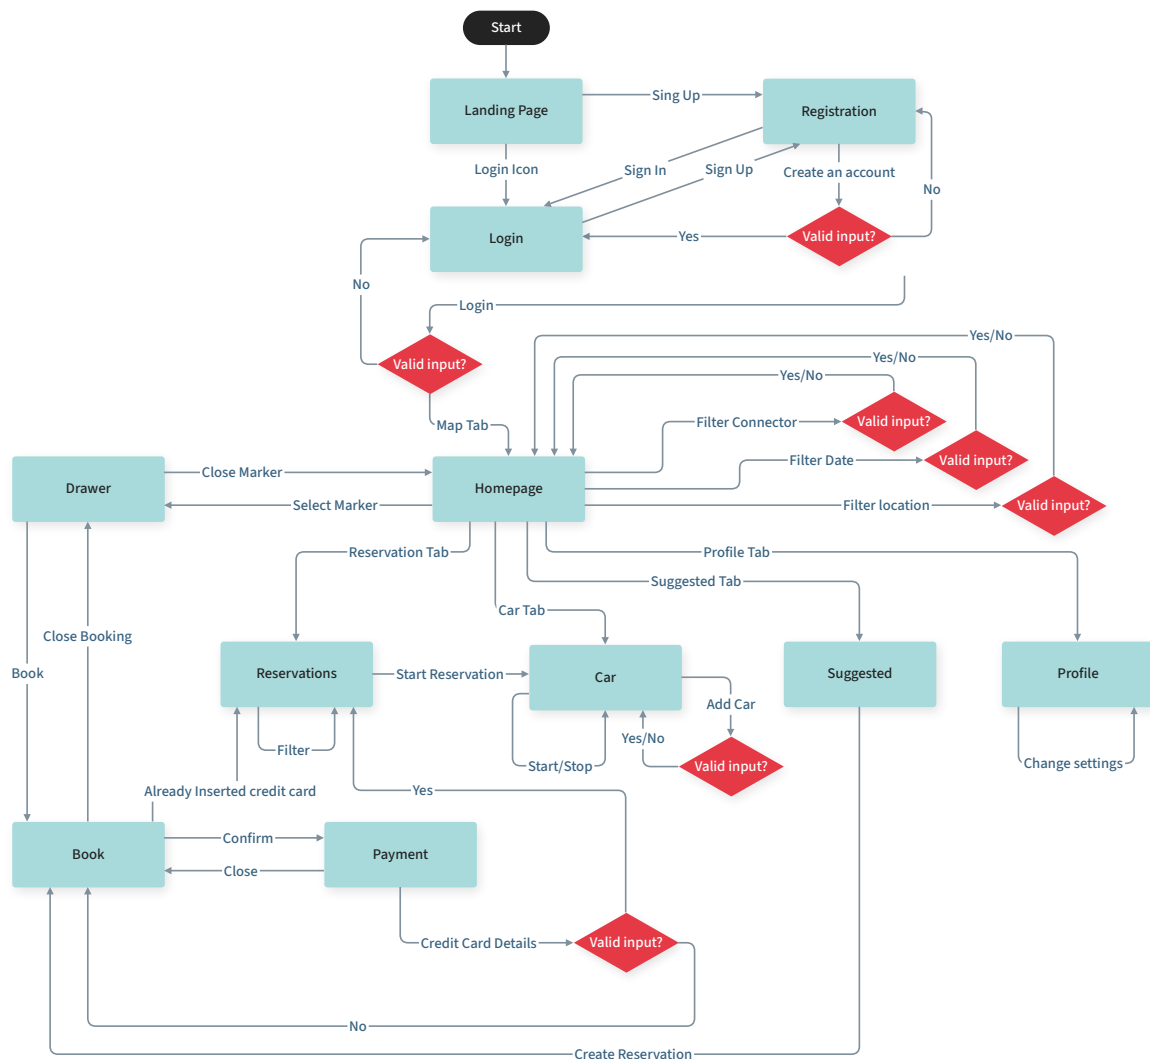 Start
Landing Page
Sing Up
Registration
Login Icon
Sign In
Sign Up
Create an account
No
Login
Yes
Valid input?
No
Login
Yes/No
Yes/No
Yes/No
Valid input?
Map Tab
Filter Connector
Valid input?
Filter Date
Valid input?
Close Marker
Drawer
Homepage
Select Marker
Filter location
Valid input?
Reservation Tab
Profile Tab
Suggested Tab
Car Tab
Close Booking
Book
Reservations
Start Reservation
Car
Suggested
Profile
Add Car
Filter
Yes/No
Start/Stop
Valid input?
Change settings
Already Inserted credit card
Yes
Confirm
Book
Payment
Close
Credit Card Details
Valid input?
No
Create Reservation